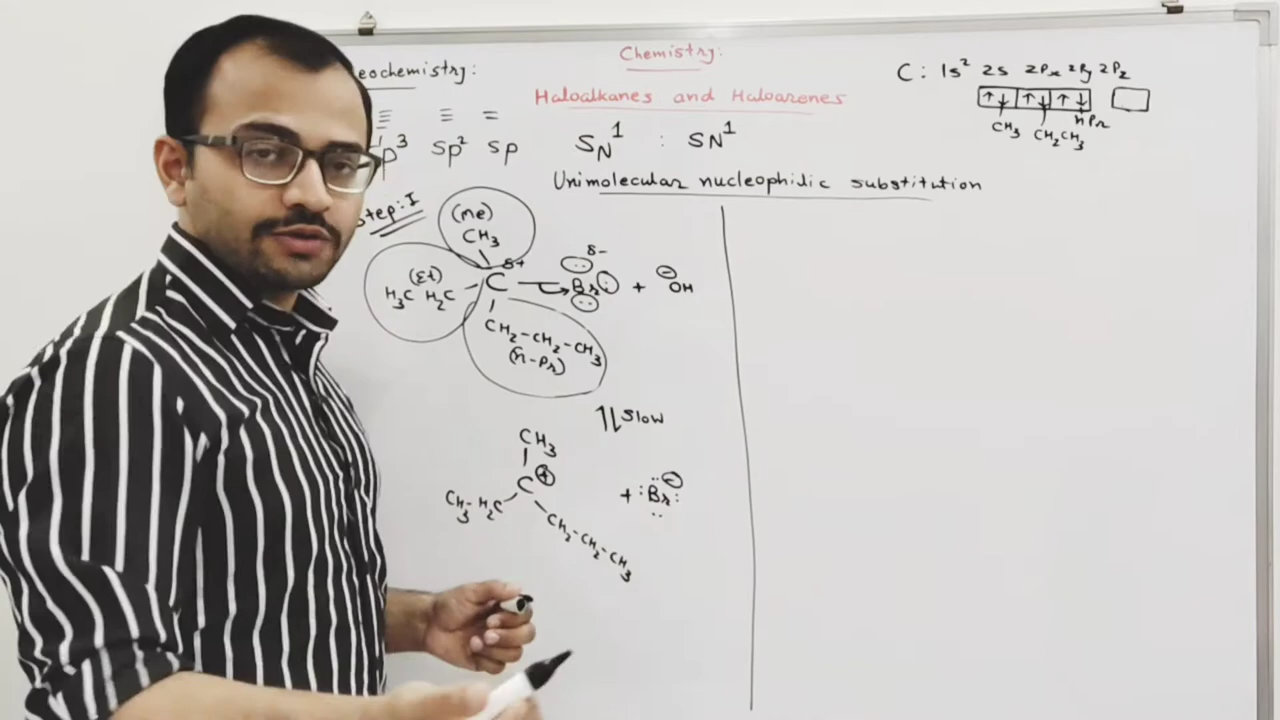 Chemistry:
Haloalkanes and Haloarenes
SN1 : SN1
Unimolecular nucleophilic substitution
eochemistry:
≡ ≡ =
p3 sp2 sp
C : 1s2 2s 2Px 2Py 2Pz
↑↓ ↑↓ ↑↓
CH3 CH2CH3 n Pr
Step:I
(Me)
CH3
(Et)
H3C H2C - C δ+ Br δ- + ⊖OH
CH2-CH2-CH3
(n-Pr)
⇅ Slow
CH3
C ⊕
CH3-H2C
CH2-CH2-CH3
+ :Br: ⊖